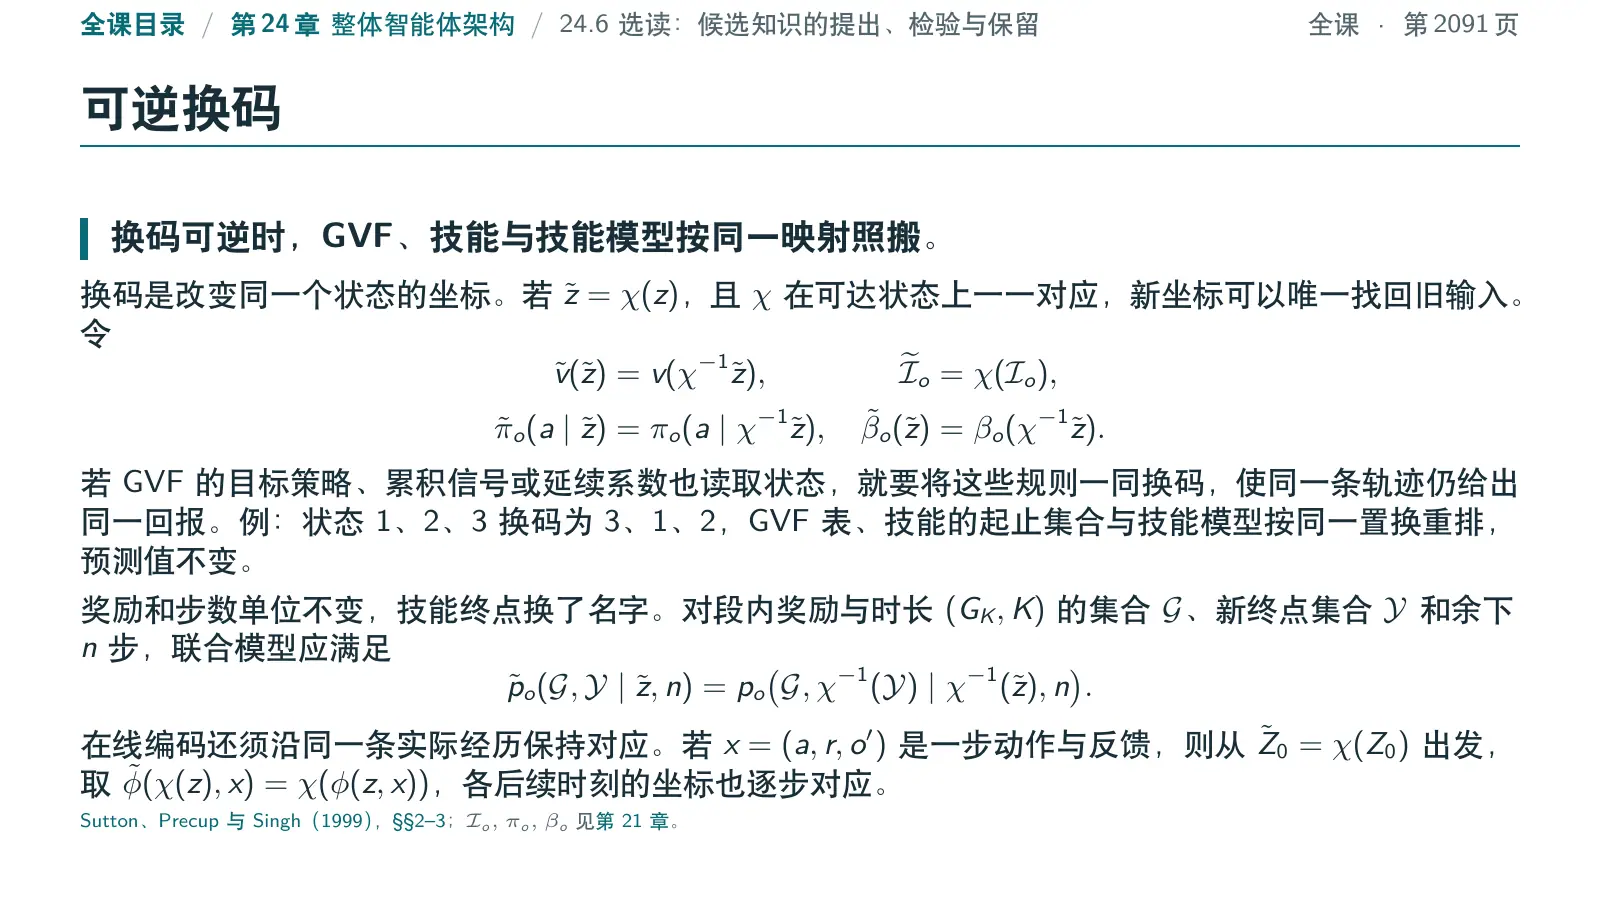 全课目录 / 第 24 章 整体智能体架构 / 24.6 选读：候选知识的提出、检验与保留 全课 · 第 2091 页
可逆换码
换码可逆时，GVF、技能与技能模型按同一映射照搬。
换码是改变同一个状态的坐标。若 z̃ = χ(z)，且 χ 在可达状态上一一对应，新坐标可以唯一找回旧输入。
令
ṽ(z̃) = v(χ⁻¹z̃), Ĩₒ = χ(Iₒ),
π̃ₒ(a | z̃) = πₒ(a | χ⁻¹z̃), β̃ₒ(z̃) = βₒ(χ⁻¹z̃).
若 GVF 的目标策略、累积信号或延续系数也读取状态，就要将这些规则一同换码，使同一条轨迹仍给出
同一回报。例：状态 1、2、3 换码为 3、1、2，GVF 表、技能的起止集合与技能模型按同一置换重排，
预测值不变。
奖励和步数单位不变，技能终点换了名字。对段内奖励与时长 (G_K, K) 的集合 𝒢、新终点集合 𝒴 和余下
n 步，联合模型应满足
p̃ₒ(𝒢, 𝒴 | z̃, n) = pₒ(𝒢, χ⁻¹(𝒴) | χ⁻¹(z̃), n).
在线编码还须沿同一条实际经历保持对应。若 x = (a, r, o′) 是一步动作与反馈，则从 Z̃₀ = χ(Z₀) 出发，
取 ϕ̃(χ(z), x) = χ(ϕ(z, x))，各后续时刻的坐标也逐步对应。
Sutton、Precup 与 Singh（1999），§§2–3；Iₒ, πₒ, βₒ 见第 21 章。